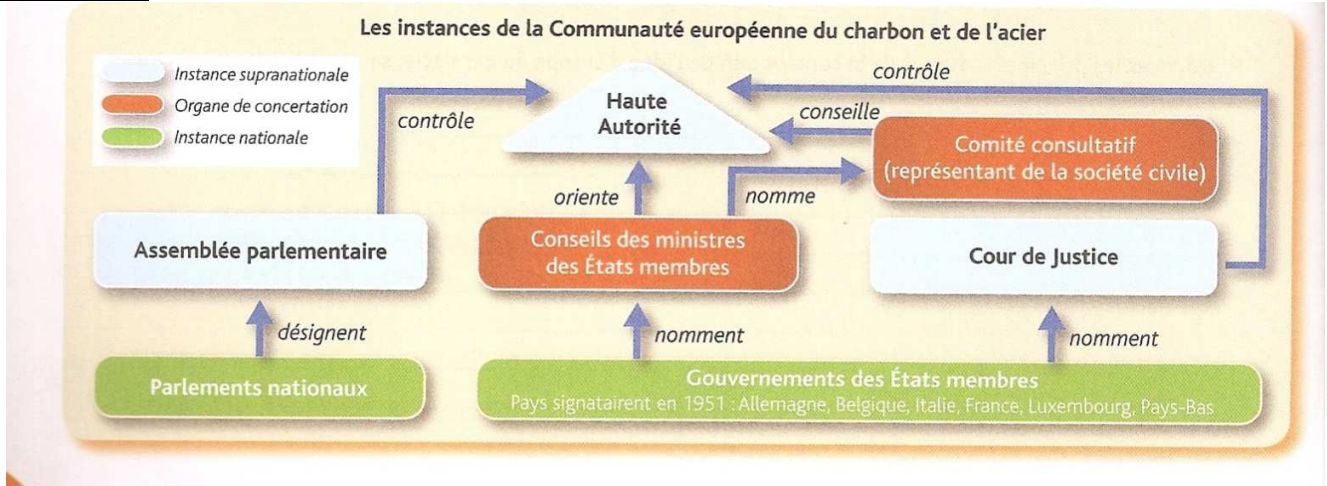 Les instances de la Communauté européenne du charbon et de l'acier
Instance supranationale
Organe de concertation
Instance nationale
contrôle
Haute
Autorité
contrôle
conseille
Comité consultatif
(représentant de la société civile)
oriente
nomme
Assemblée parlementaire
Conseils des ministres
des États membres
Cour de Justice
désignent
nomment
nomment
Parlements nationaux
Gouvernements des États membres
Pays signatairent en 1951 : Allemagne, Belgique, Italie, France, Luxembourg, Pays-Bas